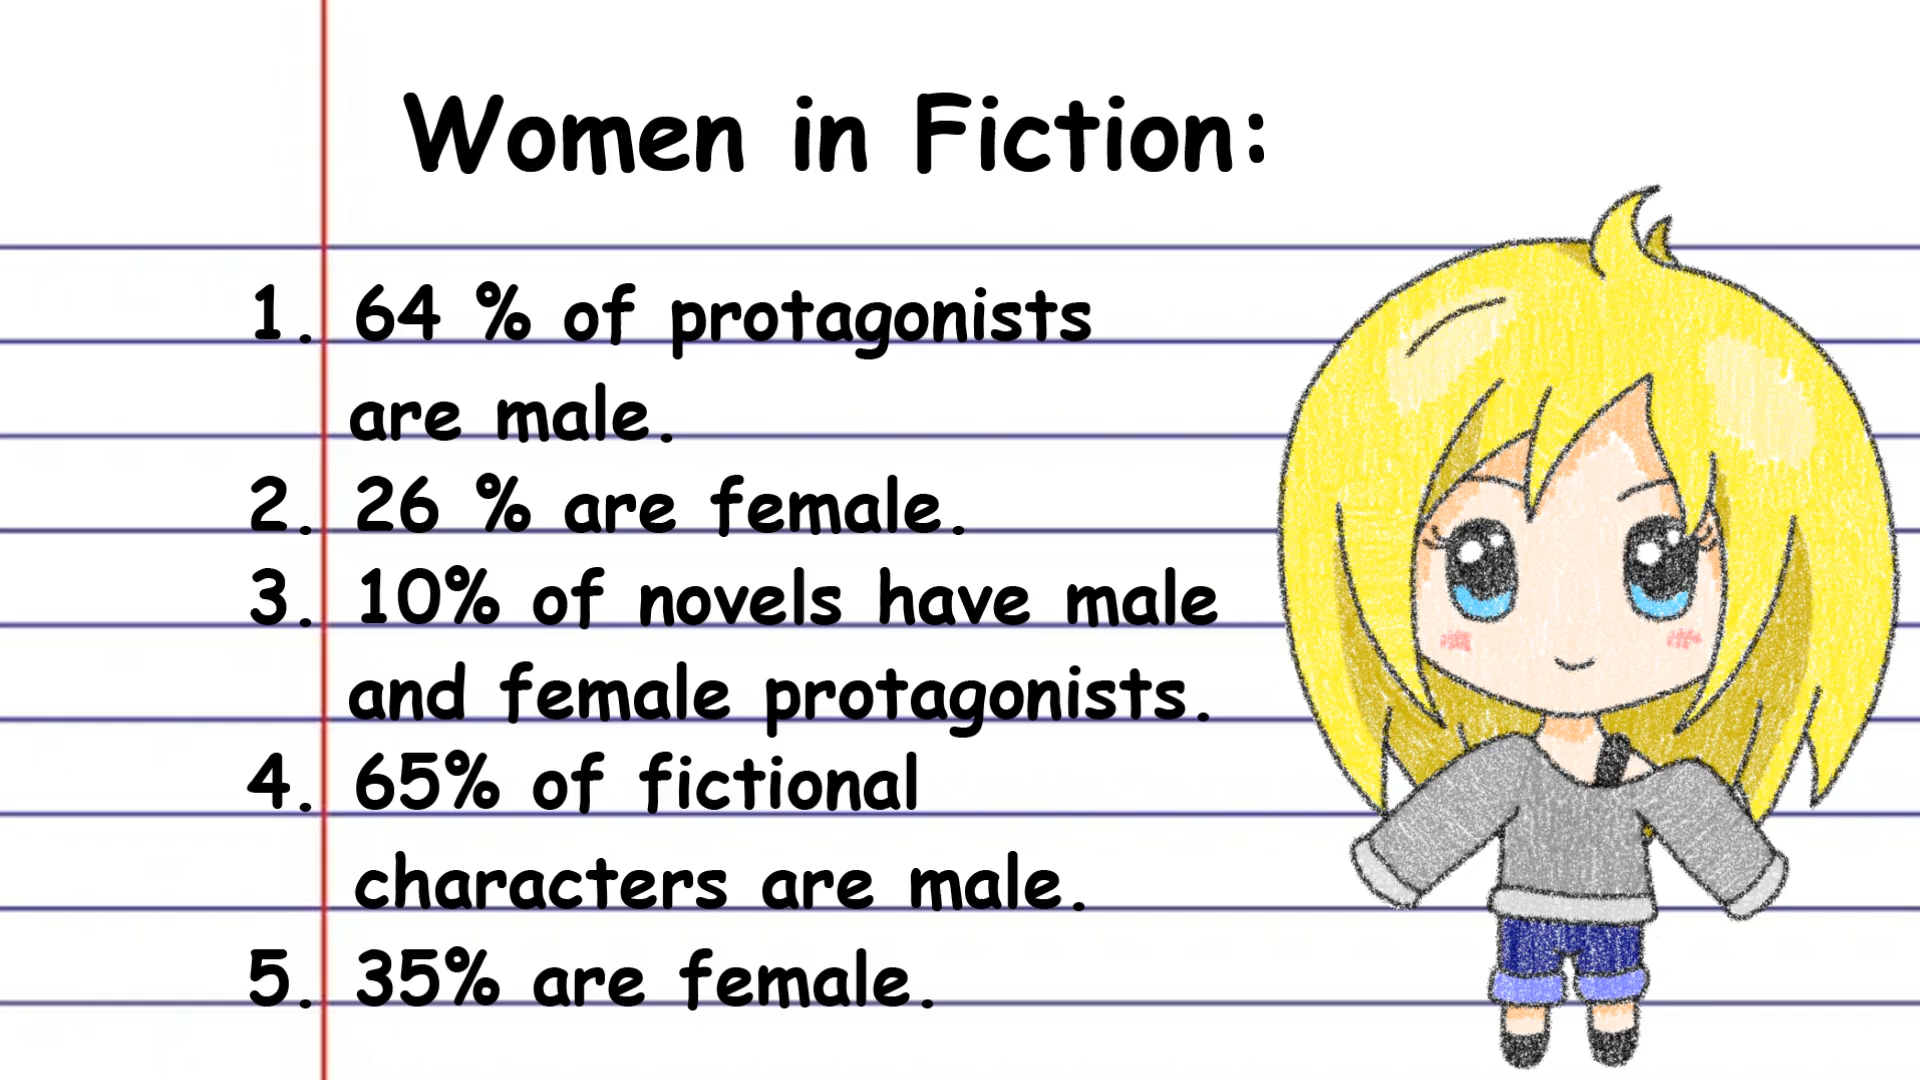 Women in Fiction:
1. 64 % of protagonists
are male.
2. 26 % are female.
3. 10% of novels have male
and female protagonists.
4. 65% of fictional
characters are male.
5. 35% are female.